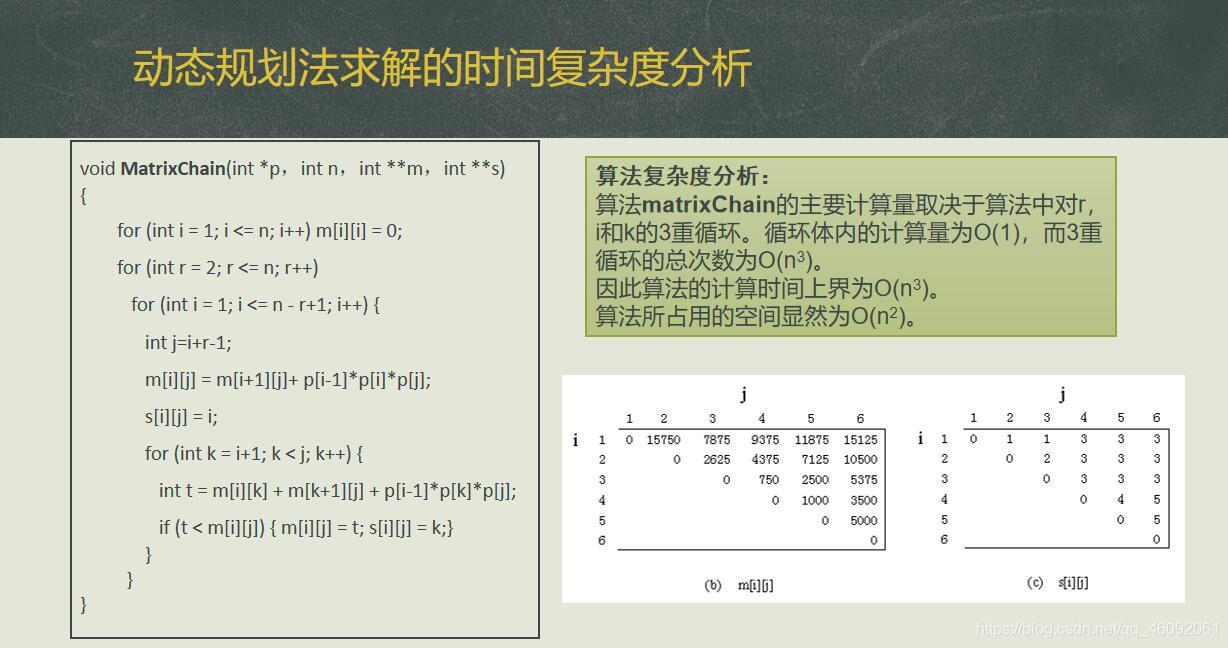 动态规划法求解的时间复杂度分析
void MatrixChain(int *p，int n，int **m，int **s)
{
for (int i = 1; i <= n; i++) m[i][i] = 0;
for (int r = 2; r <= n; r++)
for (int i = 1; i <= n - r+1; i++) {
int j=i+r-1;
m[i][j] = m[i+1][j]+ p[i-1]*p[i]*p[j];
s[i][j] = i;
for (int k = i+1; k < j; k++) {
int t = m[i][k] + m[k+1][j] + p[i-1]*p[k]*p[j];
if (t < m[i][j]) { m[i][j] = t; s[i][j] = k;}
}
}
}
算法复杂度分析：
算法matrixChain的主要计算量取决于算法中对r，
i和k的3重循环。循环体内的计算量为O(1)，而3重
循环的总次数为O(n³)。
因此算法的计算时间上界为O(n³)。
算法所占用的空间显然为O(n²)。
j
1 2 3 4 5 6
i 1 0 15750 7875 9375 11875 15125
2 0 2625 4375 7125 10500
3 0 750 2500 5375
4 0 1000 3500
5 0 5000
6 0
(b) m[i][j]
j
1 2 3 4 5 6
i 1 0 1 1 3 3 3
2 0 2 3 3 3
3 0 3 3 3
4 0 4 5
5 0 5
6 0
(c) s[i][j]
https://blog.csdn.net/qq_46092061